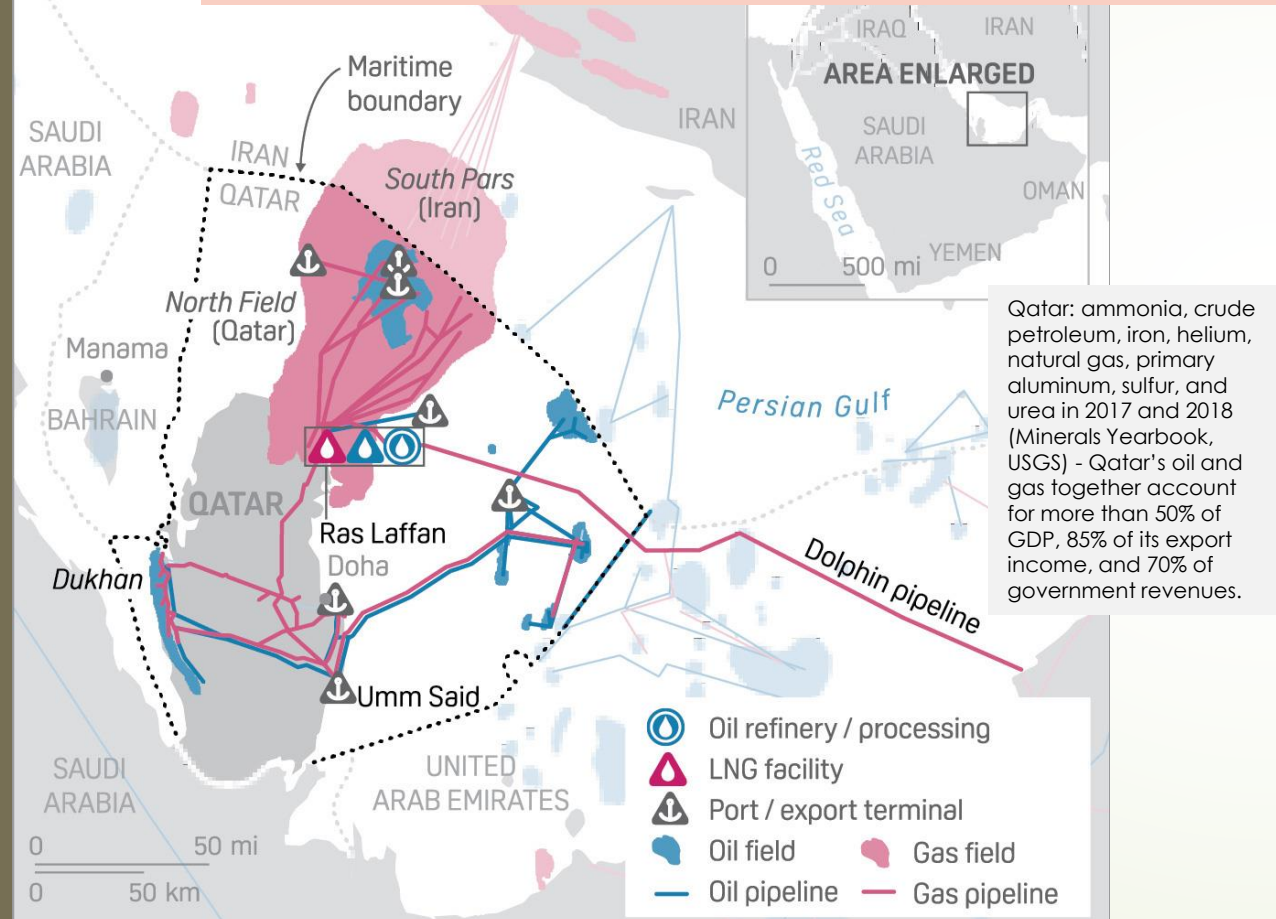 Maritime
boundary
SAUDI
ARABIA
IRAN
QATAR
South Pars
(Iran)
IRAN
North Field
(Qatar)
Manama
BAHRAIN
QATAR
Ras Laffan
Doha
Dukhan
Umm Said
Persian Gulf
Dolphin pipeline
SAUDI
ARABIA
UNITED
ARAB EMIRATES
0 50 mi
0 50 km
IRAQ
IRAN
AREA ENLARGED
SAUDI
ARABIA
Red Sea
OMAN
YEMEN
0 500 mi
Oil refinery / processing
LNG facility
Port / export terminal
Oil field
Gas field
Oil pipeline
Gas pipeline
Qatar: ammonia, crude
petroleum, iron, helium,
natural gas, primary
aluminum, sulfur, and
urea in 2017 and 2018
(Minerals Yearbook,
USGS) - Qatar’s oil and
gas together account
for more than 50% of
GDP, 85% of its export
income, and 70% of
government revenues.